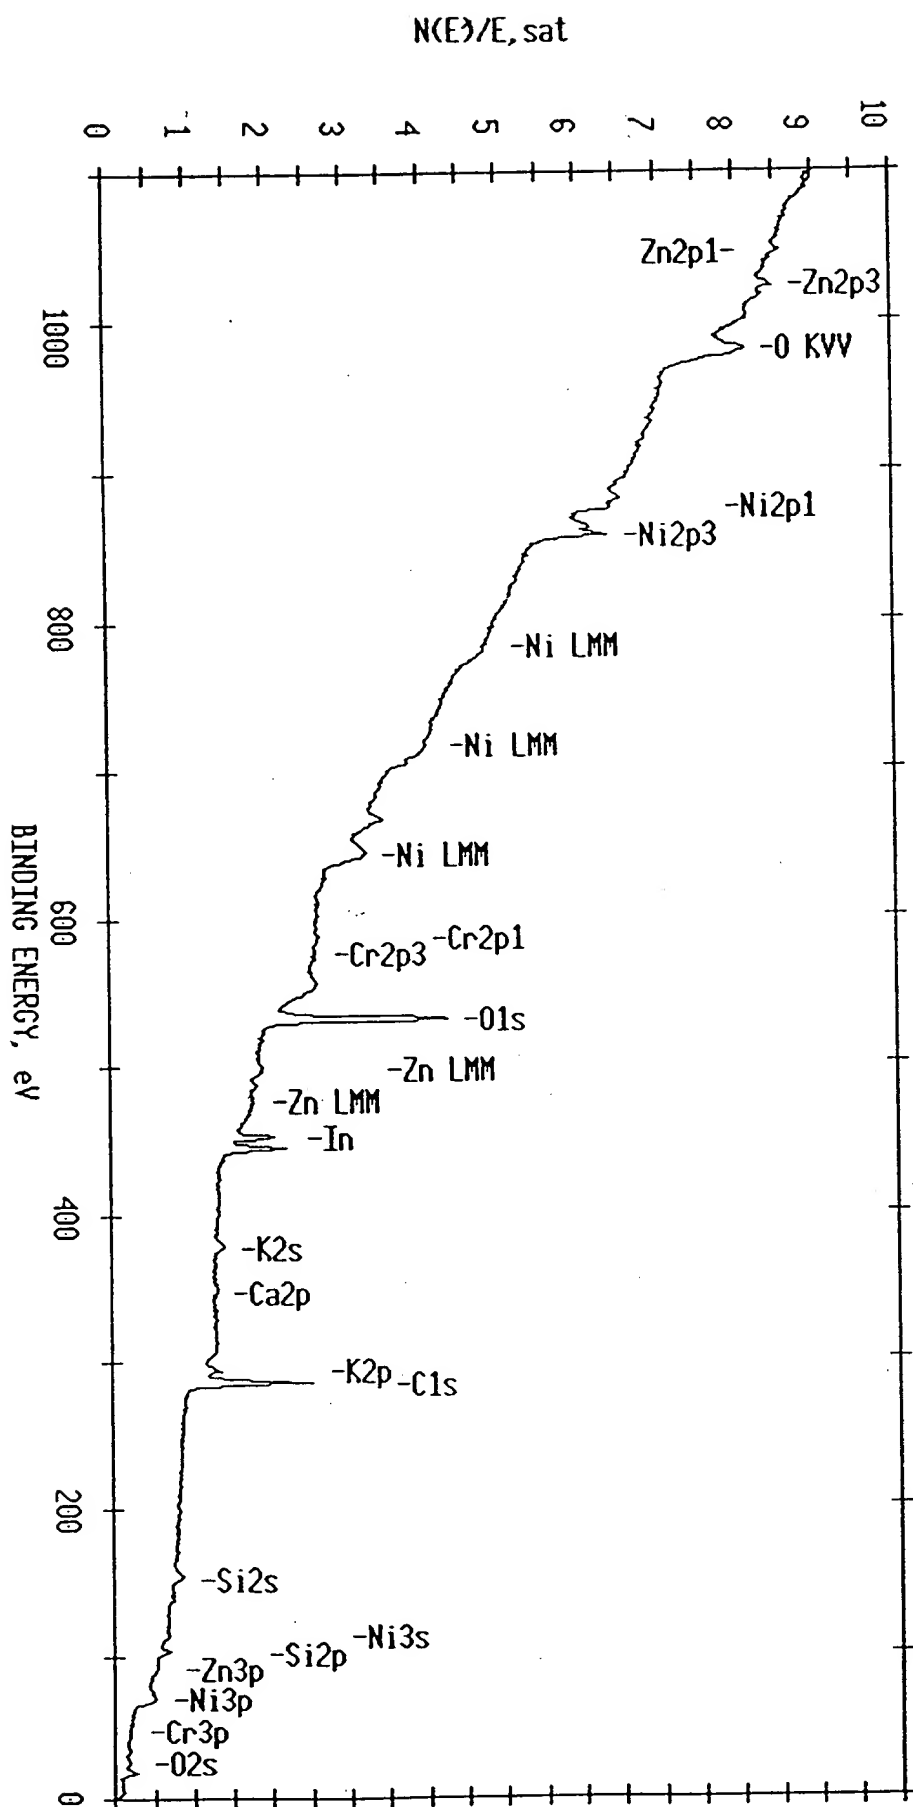 N(E)/E, sat
0 1 2 3 4 5 6 7 8 9 10
Zn2p1-
-Zn2p3
1000
-O KVV
-Ni2p1
-Ni2p3
800
-Ni LMM
-Ni LMM
-Ni LMM
600
-Cr2p1
-Cr2p3
-O1s
-Zn LMM
-Zn LMM
-In
400
-K2s
-Ca2p
-K2p
-C1s
200
-Si2s
-Ni3s
-Si2p
-Zn3p
-Ni3p
-Cr3p
-O2s
0
BINDING ENERGY, eV